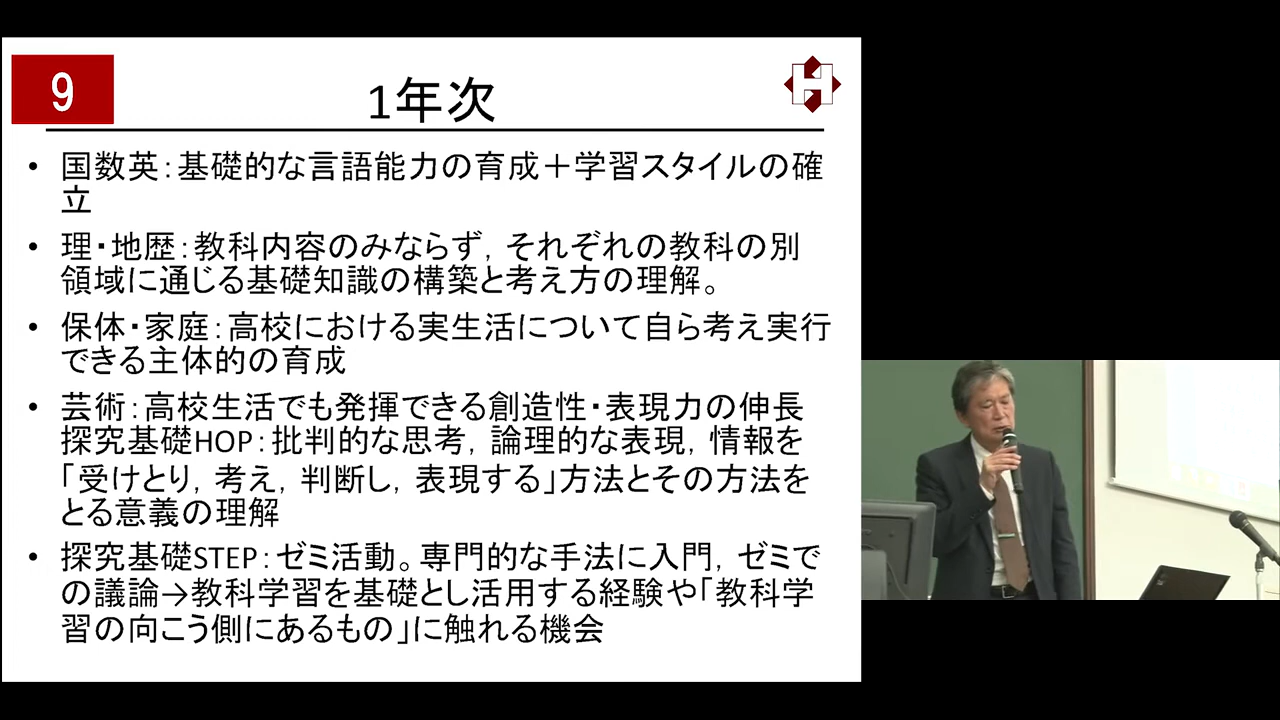 9
1年次
• 国数英：基礎的な言語能力の育成＋学習スタイルの確
立
• 理・地歴：教科内容のみならず，それぞれの教科の別
領域に通じる基礎知識の構築と考え方の理解。
• 保体・家庭：高校における実生活について自ら考え実行
できる主体的の育成
• 芸術：高校生活でも発揮できる創造性・表現力の伸長
探究基礎HOP：批判的な思考，論理的な表現，情報を
「受けとり，考え，判断し，表現する」方法とその方法を
とる意義の理解
• 探究基礎STEP：ゼミ活動。専門的な手法に入門，ゼミで
の議論→教科学習を基礎とし活用する経験や「教科学
習の向こう側にあるもの」に触れる機会